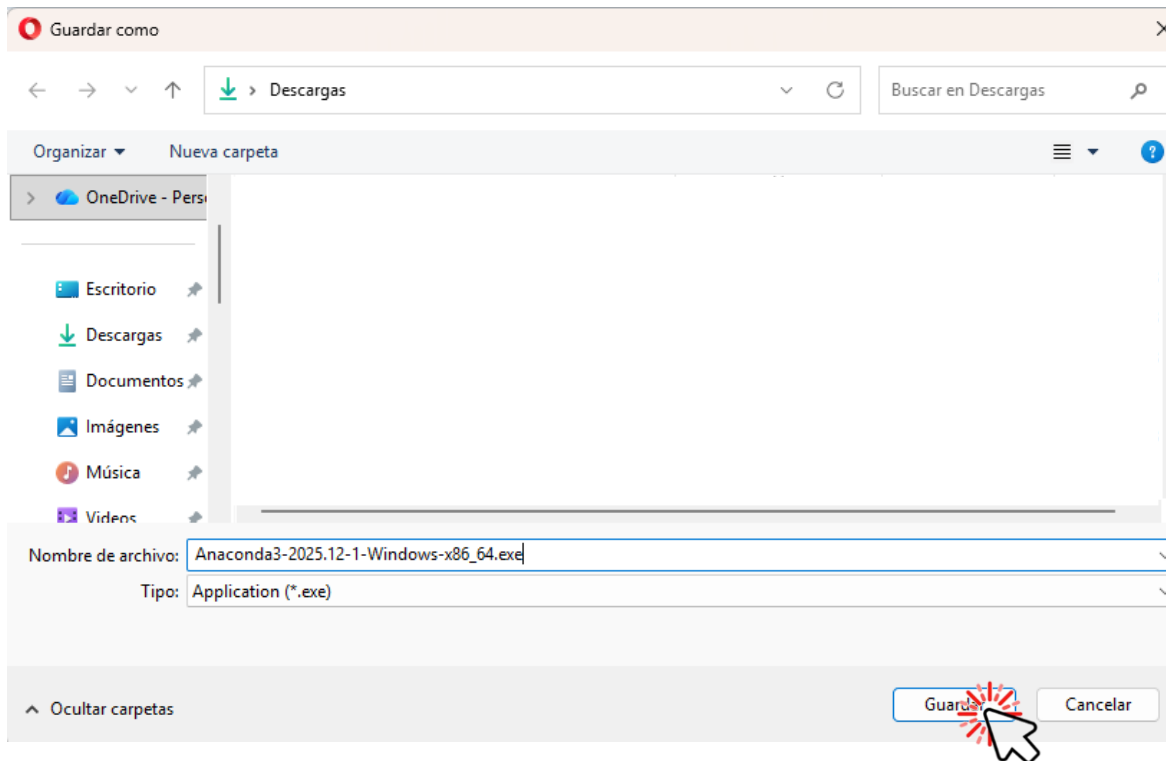 Guardar como
Descargas
Buscar en Descargas
Organizar
Nueva carpeta
OneDrive - Pers
Escritorio
Descargas
Documentos
Imágenes
Música
Videos
Nombre de archivo: Anaconda3-2025.12-1-Windows-x86_64.exe
Tipo: Application (*.exe)
Ocultar carpetas
Guardar
Cancelar